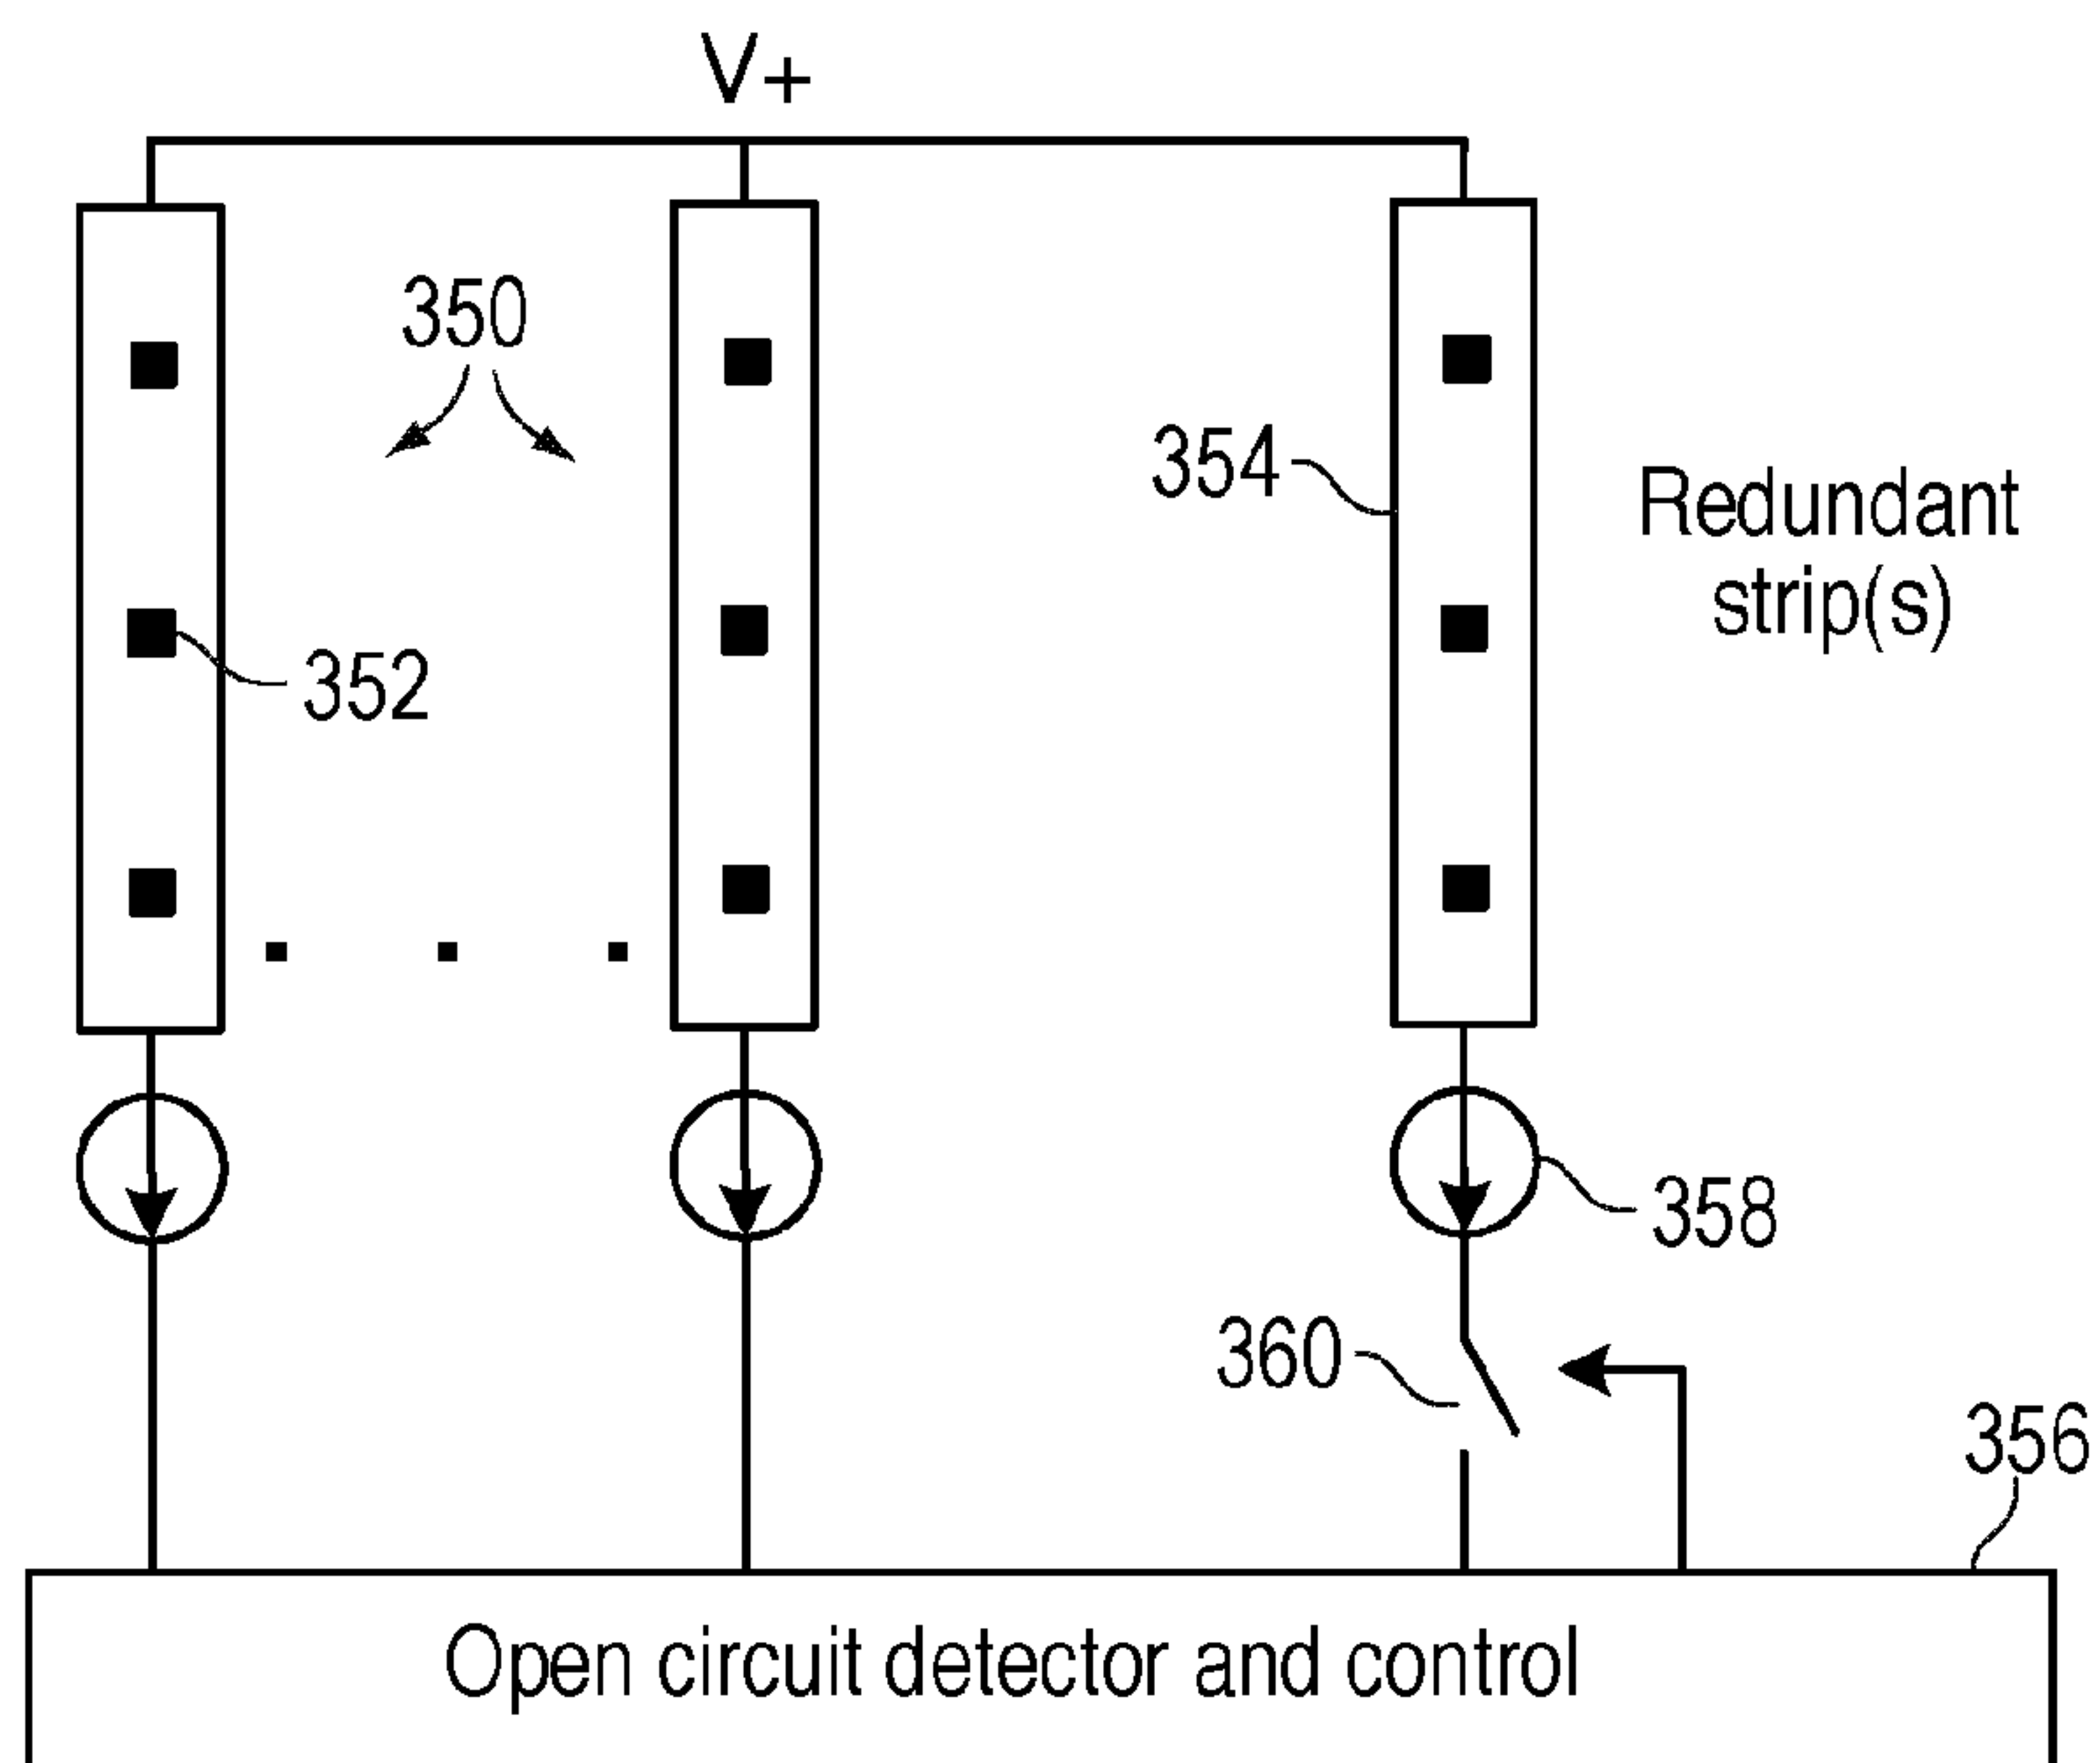 V+
350
354
Redundant
strip(s)
352
358
360
356
Open circuit detector and control